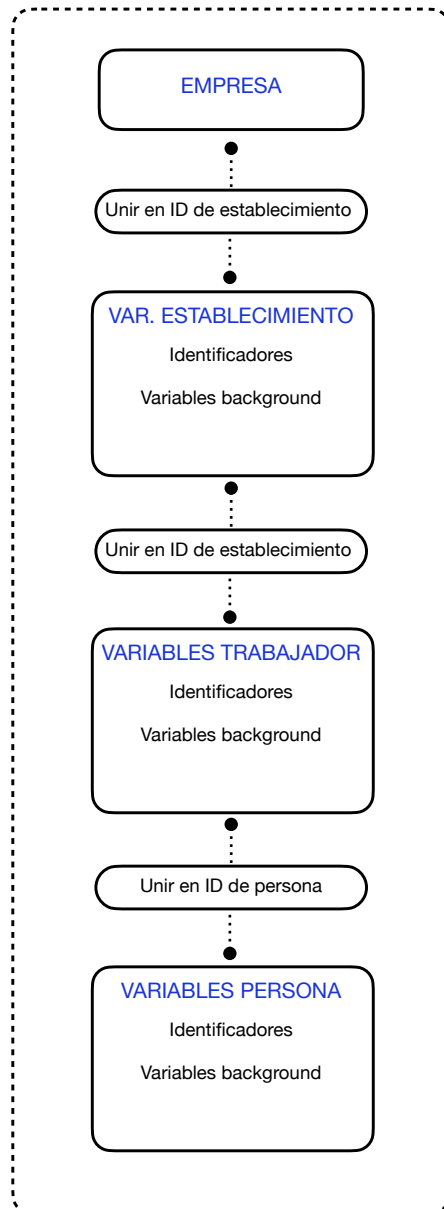 EMPRESA
Unir en ID de establecimiento
VAR. ESTABLECIMIENTO
Identificadores
Variables background
Unir en ID de establecimiento
VARIABLES TRABAJADOR
Identificadores
Variables background
Unir en ID de persona
VARIABLES PERSONA
Identificadores
Variables background